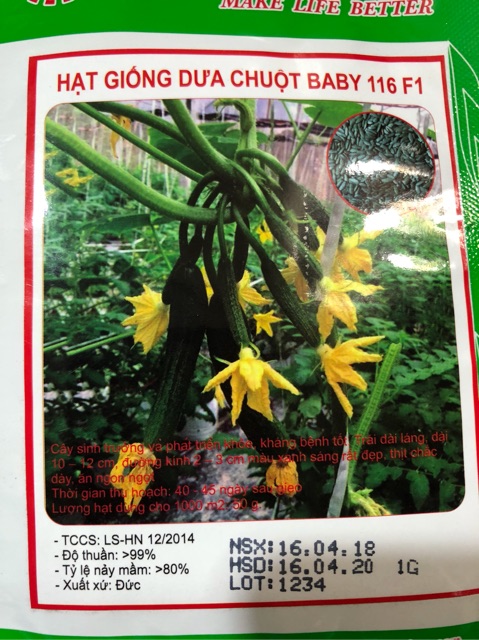 MAKE LIFE BETTER
HẠT GIỐNG DƯA CHUỘT BABY 116 F1
Cây sinh trưởng và phát triển khỏe, kháng bệnh tốt. Trái dài láng, dài
10 – 12 cm, đường kính 2 – 3 cm màu xanh sáng rất đẹp, thịt chắc
dày, ăn ngon ngọt
Thời gian thu hoạch: 40 - 45 ngày sau gieo
Lượng hạt dùng cho 1000 m2: 50 g
- TCCS: LS-HN 12/2014
- Độ thuần: >99%
- Tỷ lệ nảy mầm: >80%
- Xuất xứ: Đức
NSX:16.04.18
HSD:16.04.20 1G
LOT:1234